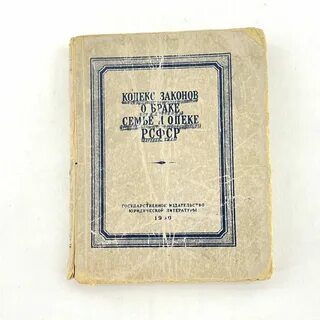 КОДЕКС ЗАКОНОВ
О БРАКЕ,
СЕМЬЕ И ОПЕКЕ
РСФСР
ГОСУДАРСТВЕННОЕ ИЗДАТЕЛЬСТВО
ЮРИДИЧЕСКОЙ ЛИТЕРАТУРЫ